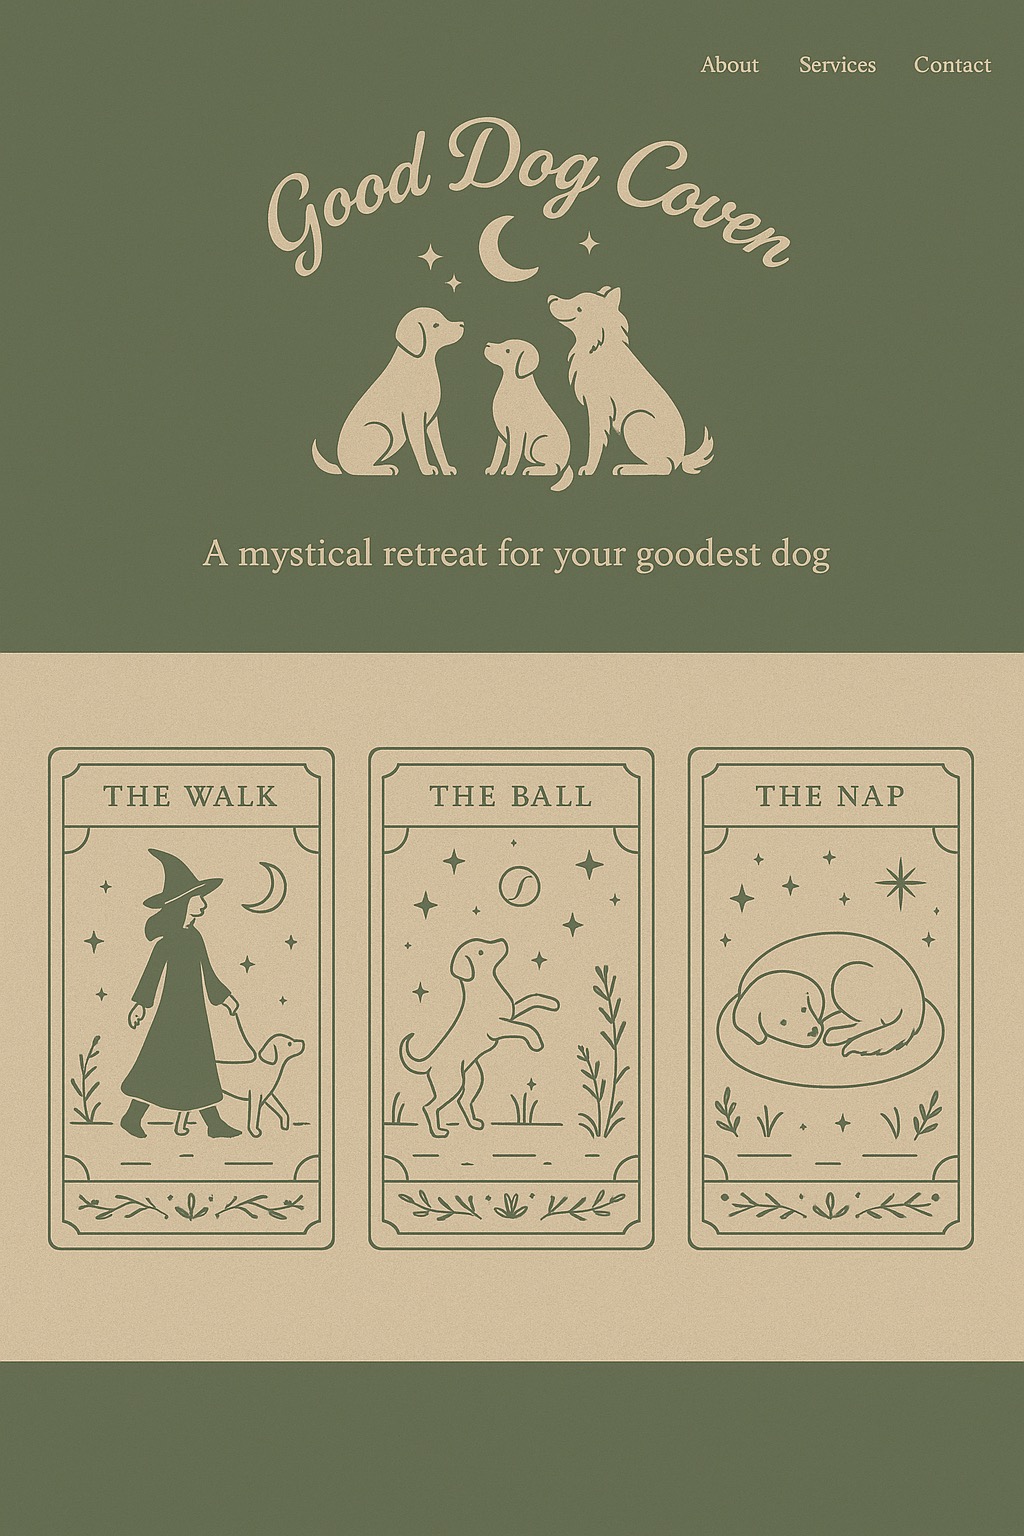 About Services Contact
Good Dog Coven
A mystical retreat for your goodest dog
THE WALK
THE BALL
THE NAP